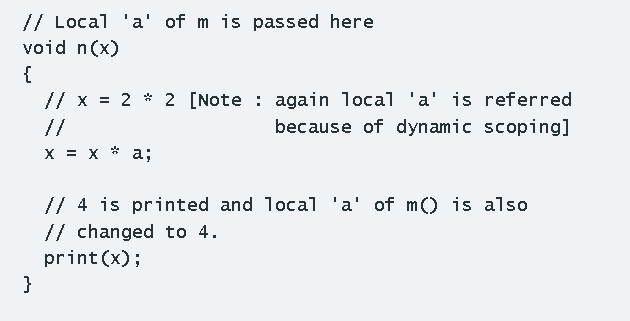 // Local 'a' of m is passed here
void n(x)
{
  // x = 2 * 2 [Note : again local 'a' is referred
  //                   because of dynamic scoping]
  x = x * a;

  // 4 is printed and local 'a' of m() is also
  // changed to 4.
  print(x);
}